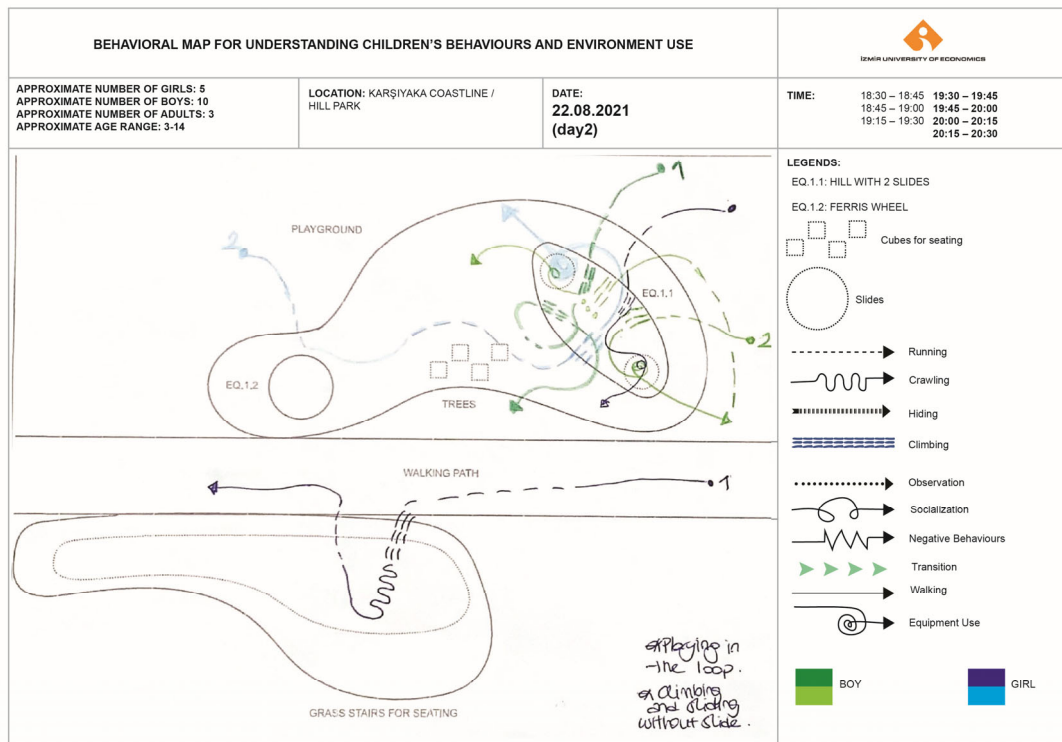 BEHAVIORAL MAP FOR UNDERSTANDING CHILDREN'S BEHAVIOURS AND ENVIRONMENT USE
İZMİR UNIVERSITY OF ECONOMICS
APPROXIMATE NUMBER OF GIRLS: 5
APPROXIMATE NUMBER OF BOYS: 10
APPROXIMATE NUMBER OF ADULTS: 3
APPROXIMATE AGE RANGE: 3-14
LOCATION: KARŞIYAKA COASTLINE /
HILL PARK
DATE:
22.08.2021
(day2)
TIME:
18:30 – 18:45 19:30 – 19:45
18:45 – 19:00 19:45 – 20:00
19:15 – 19:30 20:00 – 20:15
20:15 – 20:30
1
PLAYGROUND
2
EQ.1.1
2
EQ.1.2
TREES
WALKING PATH
1
GRASS STAIRS FOR SEATING
*Playing in
the loop.
* climbing
and sliding
without slide.
LEGENDS:
EQ.1.1: HILL WITH 2 SLIDES
EQ.1.2: FERRIS WHEEL
Cubes for seating
Slides
Running
Crawling
Hiding
Climbing
Observation
Socialization
Negative Behaviours
Transition
Walking
Equipment Use
BOY
GIRL